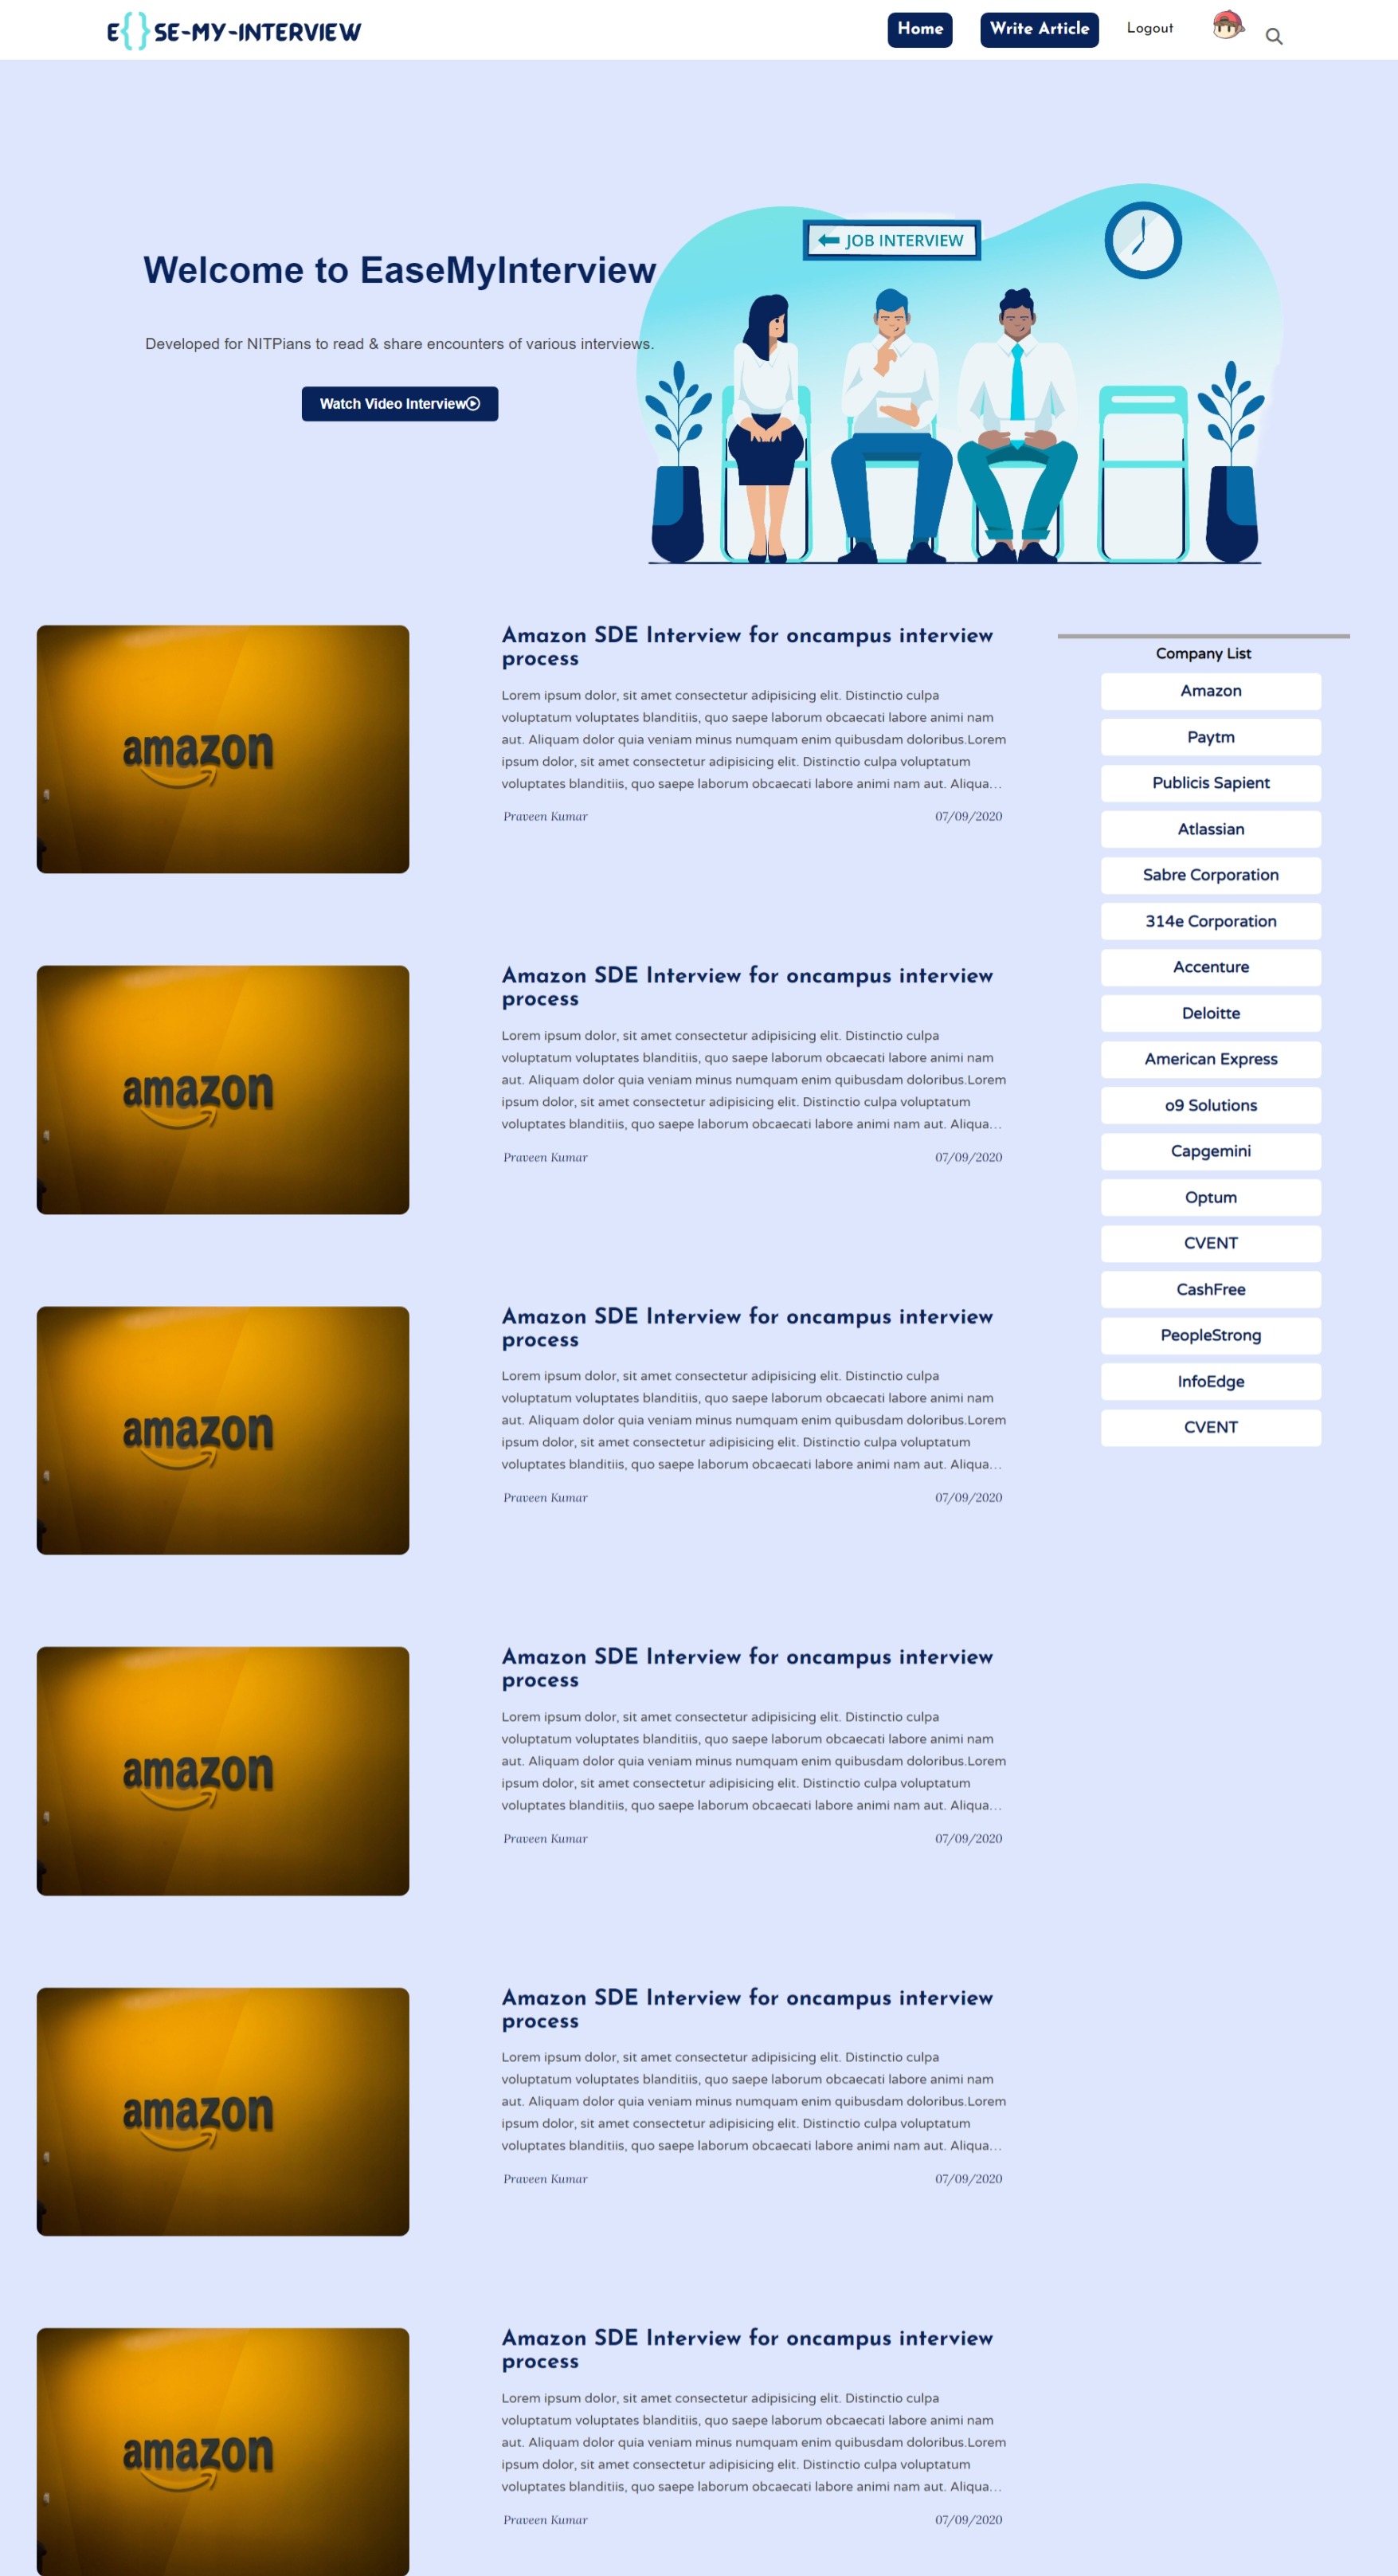 E{}SE-MY-INTERVIEW
Home
Write Article
Logout
Welcome to EaseMyInterview
Developed for NITPians to read & share encounters of various interviews.
Watch Video Interview
JOB INTERVIEW
amazon
Amazon SDE Interview for oncampus interview
process
Lorem ipsum dolor, sit amet consectetur adipisicing elit. Distinctio culpa
voluptatum voluptates blanditiis, quo saepe laborum obcaecati labore animi nam
aut. Aliquam dolor quia veniam minus numquam enim quibusdam doloribus.Lorem
ipsum dolor, sit amet consectetur adipisicing elit. Distinctio culpa voluptatum
voluptates blanditiis, quo saepe laborum obcaecati labore animi nam aut. Aliqua...
Praveen Kumar 07/09/2020
amazon
Amazon SDE Interview for oncampus interview
process
Lorem ipsum dolor, sit amet consectetur adipisicing elit. Distinctio culpa
voluptatum voluptates blanditiis, quo saepe laborum obcaecati labore animi nam
aut. Aliquam dolor quia veniam minus numquam enim quibusdam doloribus.Lorem
ipsum dolor, sit amet consectetur adipisicing elit. Distinctio culpa voluptatum
voluptates blanditiis, quo saepe laborum obcaecati labore animi nam aut. Aliqua...
Praveen Kumar 07/09/2020
amazon
Amazon SDE Interview for oncampus interview
process
Lorem ipsum dolor, sit amet consectetur adipisicing elit. Distinctio culpa
voluptatum voluptates blanditiis, quo saepe laborum obcaecati labore animi nam
aut. Aliquam dolor quia veniam minus numquam enim quibusdam doloribus.Lorem
ipsum dolor, sit amet consectetur adipisicing elit. Distinctio culpa voluptatum
voluptates blanditiis, quo saepe laborum obcaecati labore animi nam aut. Aliqua...
Praveen Kumar 07/09/2020
amazon
Amazon SDE Interview for oncampus interview
process
Lorem ipsum dolor, sit amet consectetur adipisicing elit. Distinctio culpa
voluptatum voluptates blanditiis, quo saepe laborum obcaecati labore animi nam
aut. Aliquam dolor quia veniam minus numquam enim quibusdam doloribus.Lorem
ipsum dolor, sit amet consectetur adipisicing elit. Distinctio culpa voluptatum
voluptates blanditiis, quo saepe laborum obcaecati labore animi nam aut. Aliqua...
Praveen Kumar 07/09/2020
amazon
Amazon SDE Interview for oncampus interview
process
Lorem ipsum dolor, sit amet consectetur adipisicing elit. Distinctio culpa
voluptatum voluptates blanditiis, quo saepe laborum obcaecati labore animi nam
aut. Aliquam dolor quia veniam minus numquam enim quibusdam doloribus.Lorem
ipsum dolor, sit amet consectetur adipisicing elit. Distinctio culpa voluptatum
voluptates blanditiis, quo saepe laborum obcaecati labore animi nam aut. Aliqua...
Praveen Kumar 07/09/2020
amazon
Amazon SDE Interview for oncampus interview
process
Lorem ipsum dolor, sit amet consectetur adipisicing elit. Distinctio culpa
voluptatum voluptates blanditiis, quo saepe laborum obcaecati labore animi nam
aut. Aliquam dolor quia veniam minus numquam enim quibusdam doloribus.Lorem
ipsum dolor, sit amet consectetur adipisicing elit. Distinctio culpa voluptatum
voluptates blanditiis, quo saepe laborum obcaecati labore animi nam aut. Aliqua...
Praveen Kumar 07/09/2020
Company List
Amazon
Paytm
Publicis Sapient
Atlassian
Sabre Corporation
314e Corporation
Accenture
Deloitte
American Express
o9 Solutions
Capgemini
Optum
CVENT
CashFree
PeopleStrong
InfoEdge
CVENT